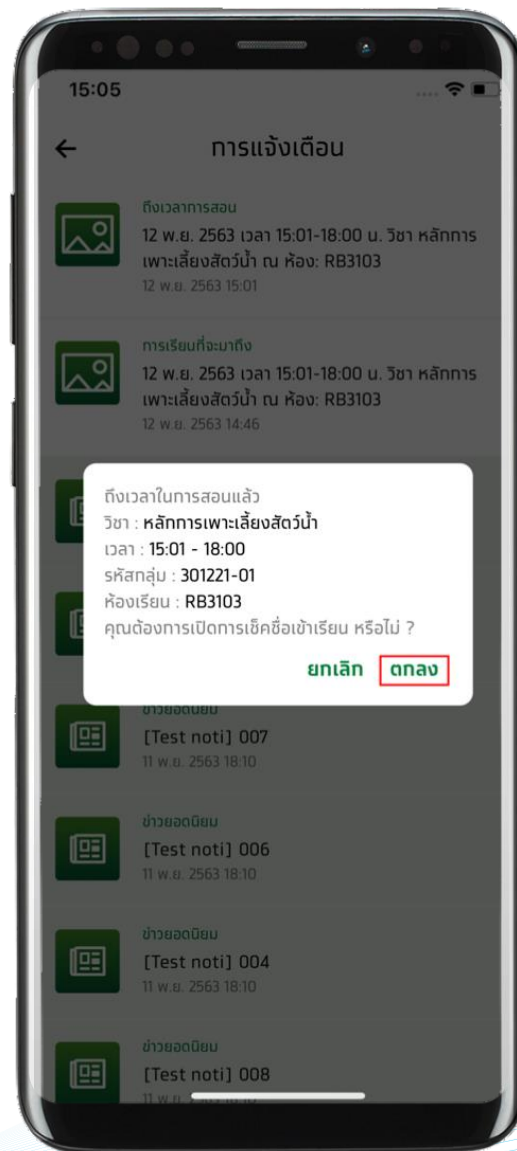 15:05
การแจ้งเตือน
ถึงเวลาการสอน
12 พ.ย. 2563 เวลา 15:01-18:00 น. วิชา หลักการ
เพาะเลี้ยงสัตว์น้ำ ณ ห้อง: RB3103
12 พ.ย. 2563 15:01
การเรียนที่จะมาถึง
12 พ.ย. 2563 เวลา 15:01-18:00 น. วิชา หลักการ
เพาะเลี้ยงสัตว์น้ำ ณ ห้อง: RB3103
12 พ.ย. 2563 14:46
ถึงเวลาในการสอนแล้ว
วิชา : หลักการเพาะเลี้ยงสัตว์น้ำ
เวลา : 15:01 - 18:00
รหัสกลุ่ม : 301221-01
ห้องเรียน : RB3103
คุณต้องการเปิดการเช็คชื่อเข้าเรียน หรือไม่ ?
ยกเลิก ตกลง
ข่าวยอดนิยม
[Test noti] 007
11 พ.ย. 2563 18:10
ข่าวยอดนิยม
[Test noti] 006
11 พ.ย. 2563 18:10
ข่าวยอดนิยม
[Test noti] 004
11 พ.ย. 2563 18:10
ข่าวยอดนิยม
[Test noti] 008
11 พ.ย. 2563 18:10